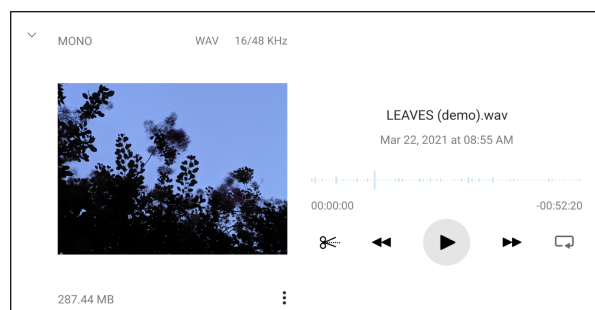 MONO WAV 16/48 KHz
LEAVES (demo).wav
Mar 22, 2021 at 08:55 AM
00:00:00 -00:52:20
287.44 MB